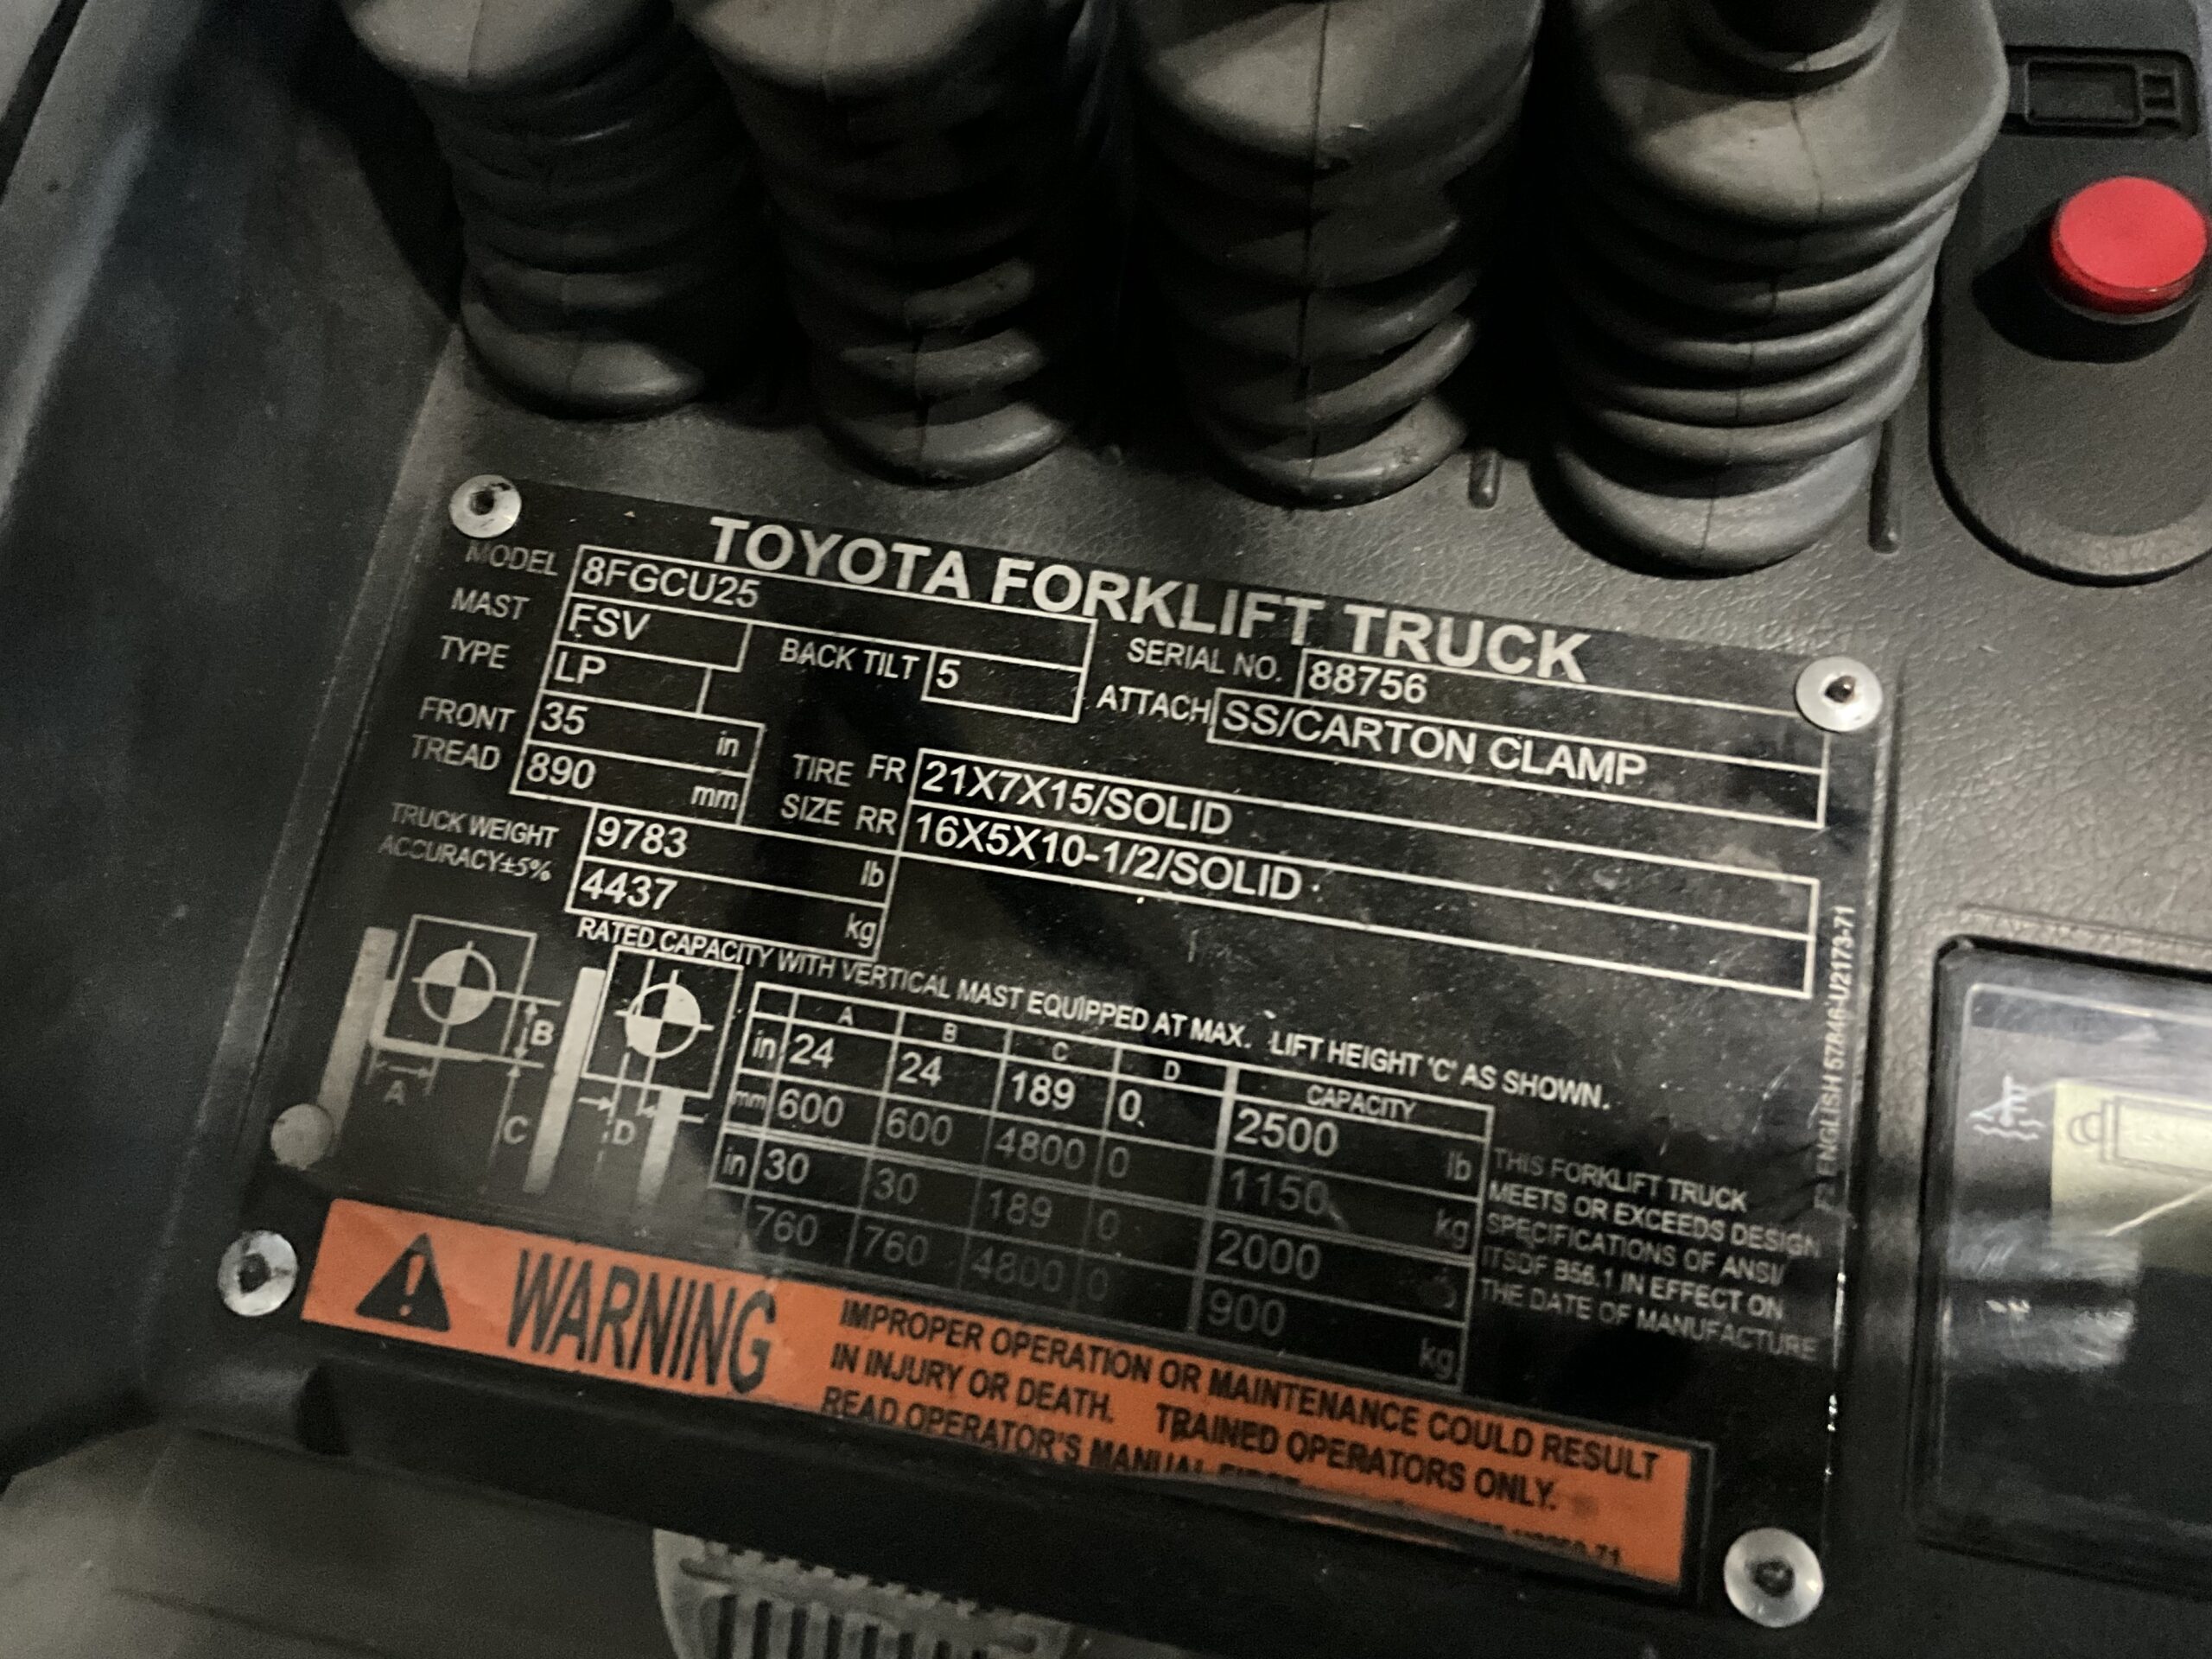 TOYOTA FORKLIFT TRUCK
MODEL 8FGCU25
SERIAL NO. 88756
MAST FSV BACK TILT 5
ATTACH SS/CARTON CLAMP
TYPE LP
FRONT TREAD 35 in
890 mm
TIRE SIZE FR 21X7X15/SOLID
RR 16X5X10-1/2/SOLID
TRUCK WEIGHT 9783 lb
ACCURACY±5% 4437 kg
RATED CAPACITY WITH VERTICAL MAST EQUIPPED AT MAX. LIFT HEIGHT "C" AS SHOWN.
A B C D CAPACITY
in 24 24 189 0 2500 lb
mm 600 600 4800 0 1150 kg
in 30 30 189 0 2000
760 760 4800 0 900 kg
A B C D
THIS FORKLIFT TRUCK
MEETS OR EXCEEDS DESIGN
SPECIFICATIONS OF ANSI/
ITSDF B56.1 IN EFFECT ON
THE DATE OF MANUFACTURE
ENGLISH 57846-U2173-71
WARNING
IMPROPER OPERATION OR MAINTENANCE COULD RESULT
IN INJURY OR DEATH. TRAINED OPERATORS ONLY.
READ OPERATOR'S MANUAL FIRST